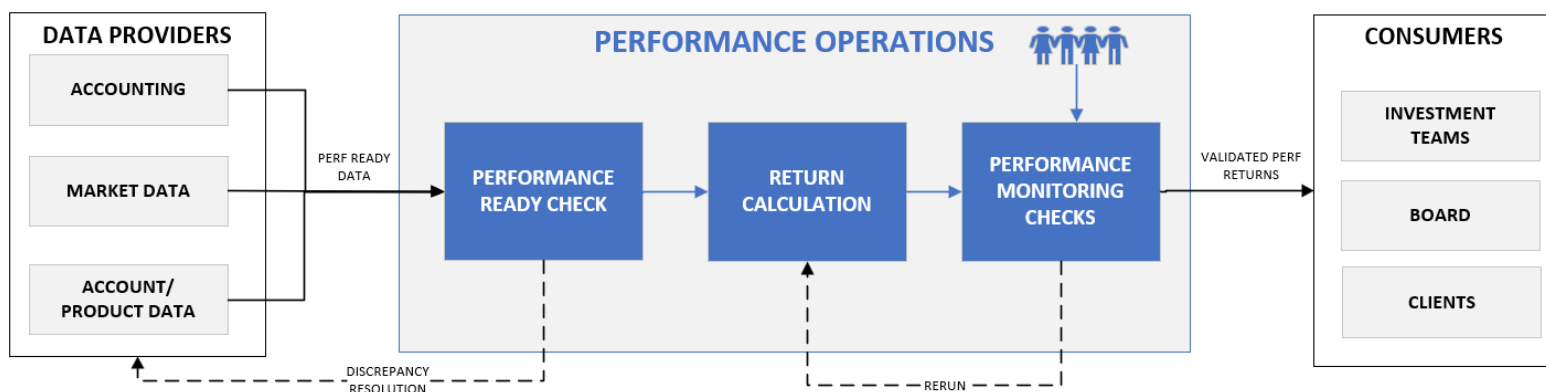 DATA PROVIDERS
ACCOUNTING
MARKET DATA
ACCOUNT/
PRODUCT DATA
PERF READY
DATA
PERFORMANCE OPERATIONS
PERFORMANCE
READY CHECK
RETURN
CALCULATION
PERFORMANCE
MONITORING
CHECKS
VALIDATED PERF
RETURNS
CONSUMERS
INVESTMENT
TEAMS
BOARD
CLIENTS
DISCREPANCY
RESOLUTION
RERUN